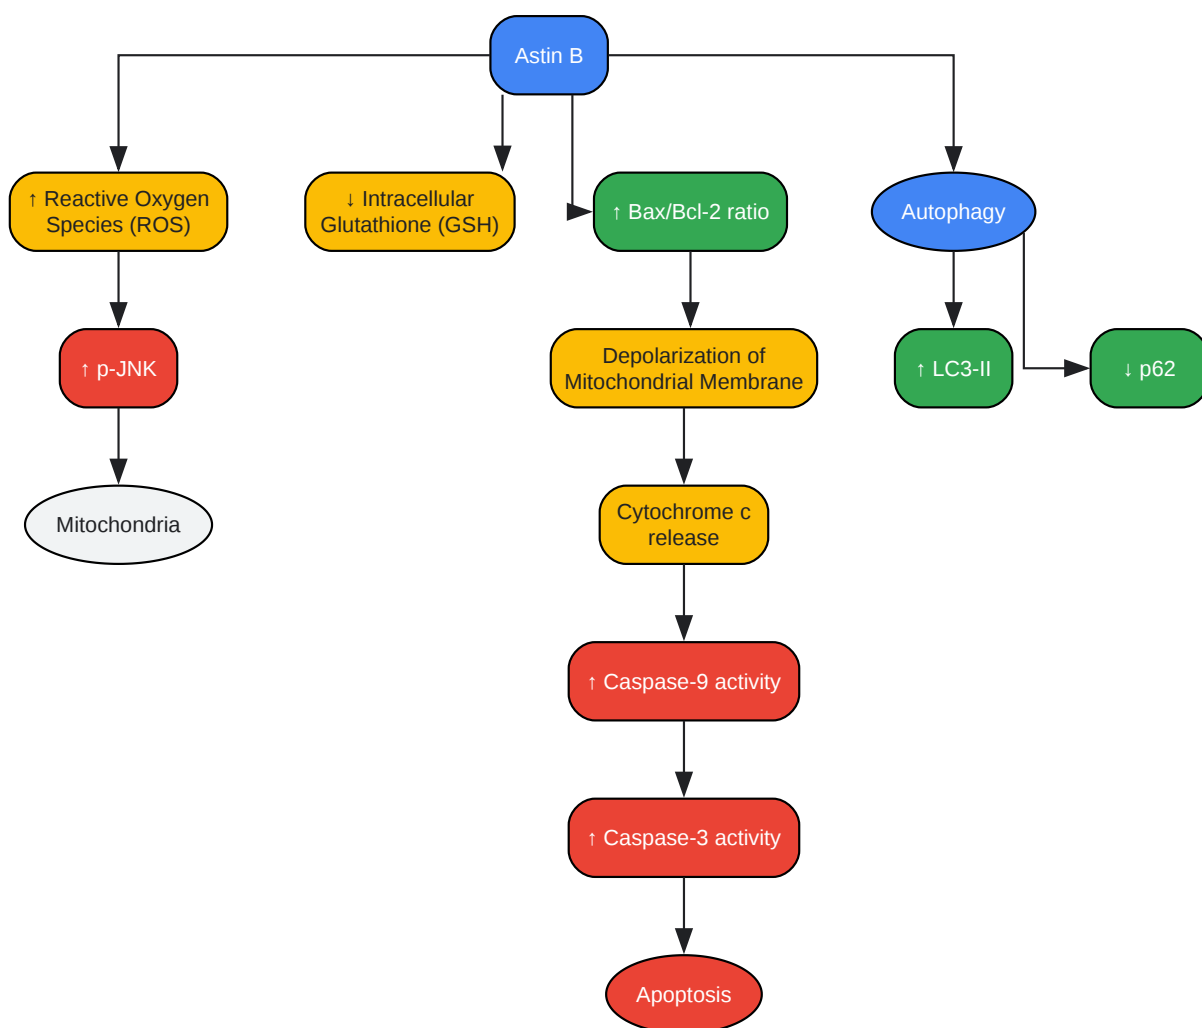 Astin B
↑ Reactive Oxygen
Species (ROS)
↓ Intracellular
Glutathione (GSH)
↑ Bax/Bcl-2 ratio
Autophagy
↑ p-JNK
Depolarization of
Mitochondrial Membrane
↑ LC3-II
↓ p62
Mitochondria
Cytochrome c
release
↑ Caspase-9 activity
↑ Caspase-3 activity
Apoptosis